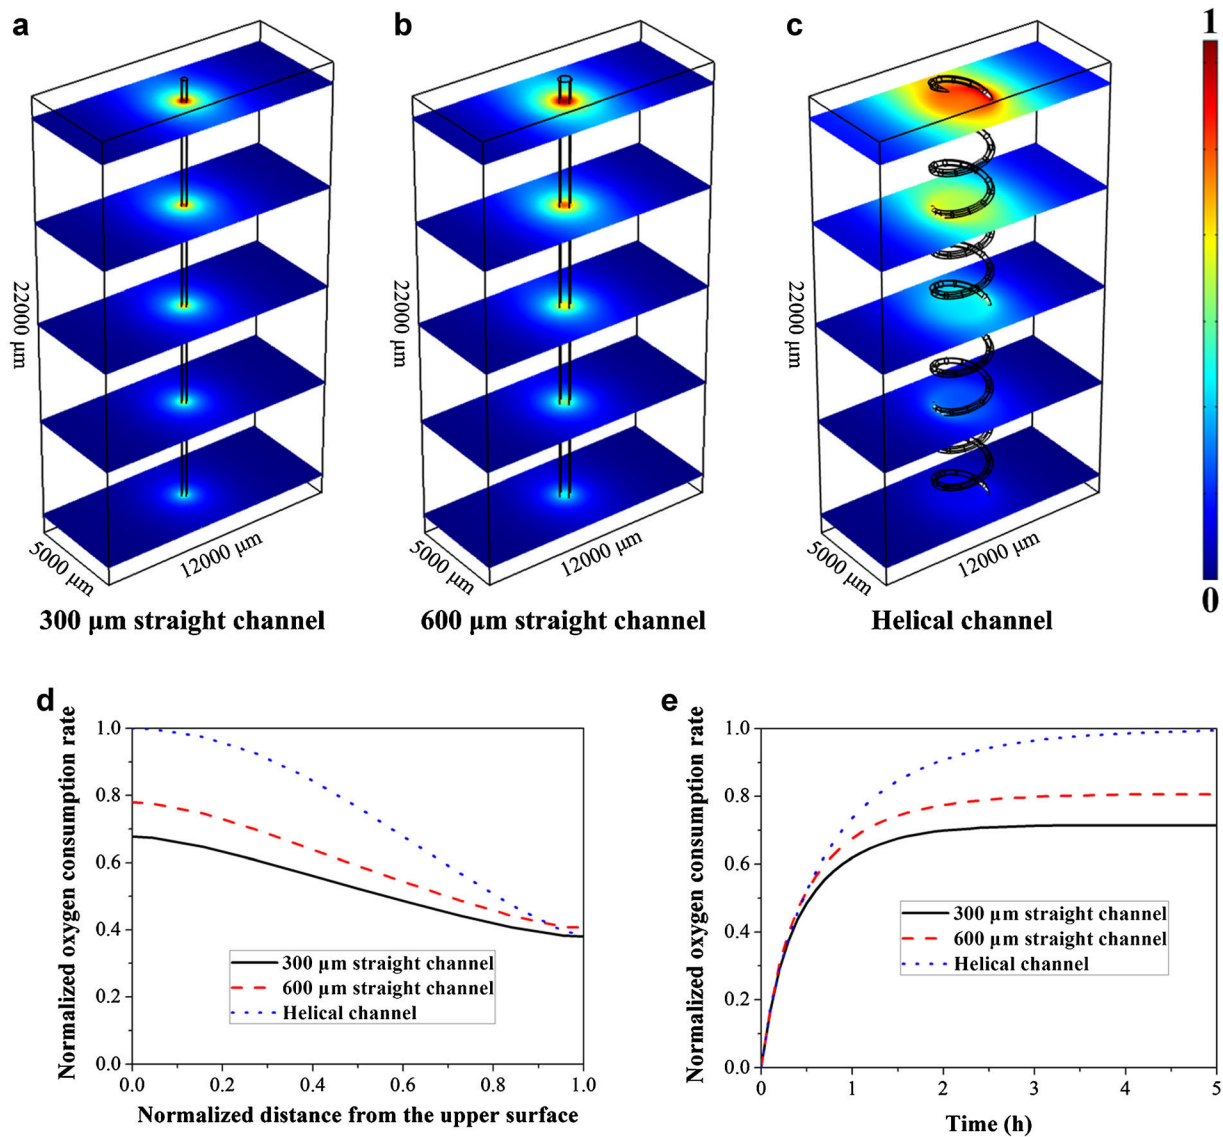 a
b
c
1
0
22000 µm
5000 µm
12000 µm
300 µm straight channel
22000 µm
5000 µm
12000 µm
600 µm straight channel
22000 µm
5000 µm
12000 µm
Helical channel
d
Normalized oxygen consumption rate
1.0
0.8
0.6
0.4
0.2
0.0
300 µm straight channel
600 µm straight channel
Helical channel
0.0 0.2 0.4 0.6 0.8 1.0
Normalized distance from the upper surface
e
Normalized oxygen consumption rate
1.0
0.8
0.6
0.4
0.2
0.0
300 µm straight channel
600 µm straight channel
Helical channel
0 1 2 3 4 5
Time (h)